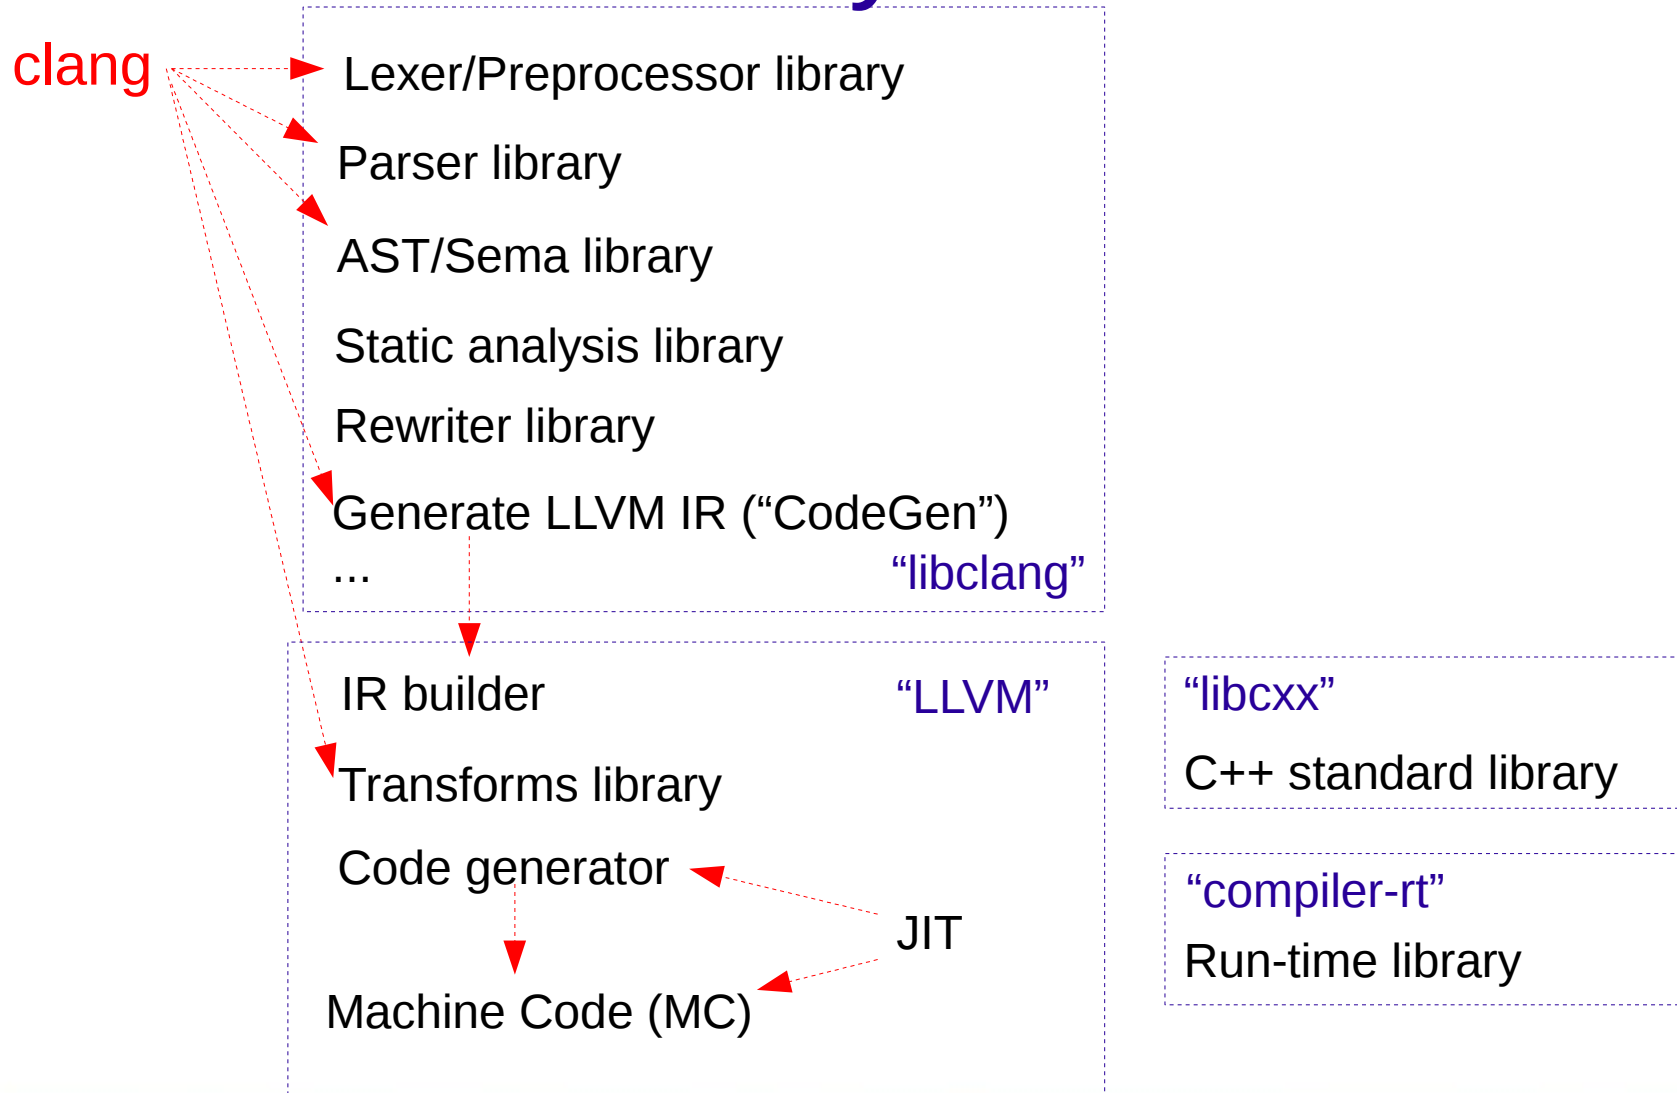 clang
Lexer/Preprocessor library
Parser library
AST/Sema library
Static analysis library
Rewriter library
Generate LLVM IR (“CodeGen”)
...
“libclang”
IR builder
“LLVM”
Transforms library
Code generator
JIT
Machine Code (MC)
“libcxx”
C++ standard library
“compiler-rt”
Run-time library